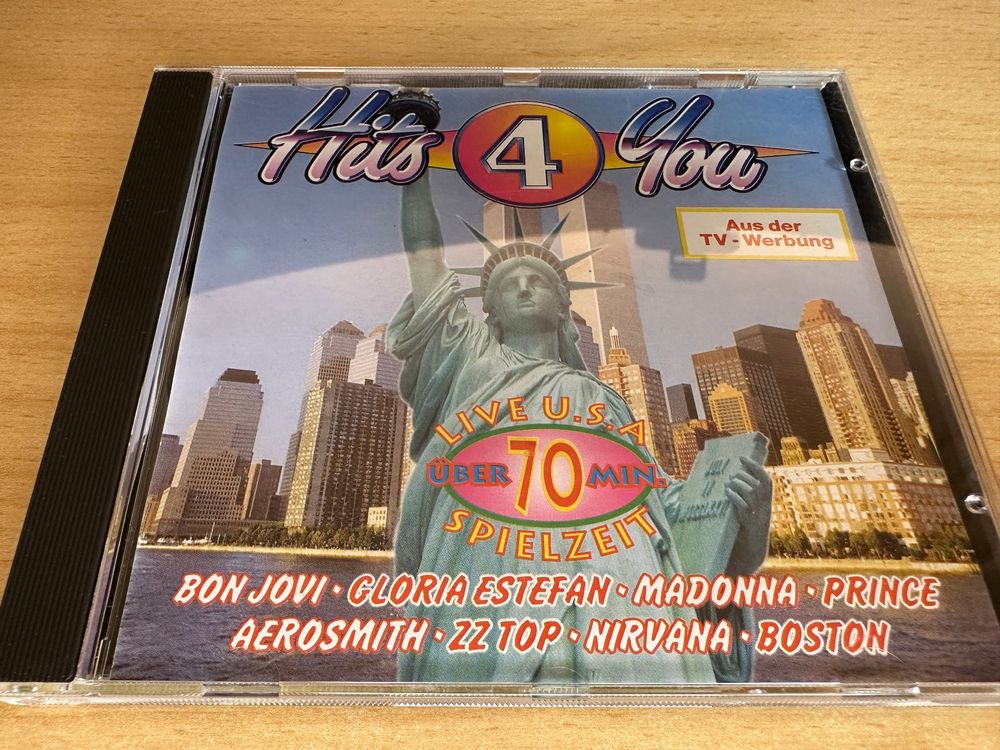 Hits 4 You
Aus der
TV - Werbung
LIVE U.S.A
ÜBER 70 MIN.
SPIELZEIT
BON JOVI · GLORIA ESTEFAN · MADONNA · PRINCE
AEROSMITH · ZZ TOP · NIRVANA · BOSTON